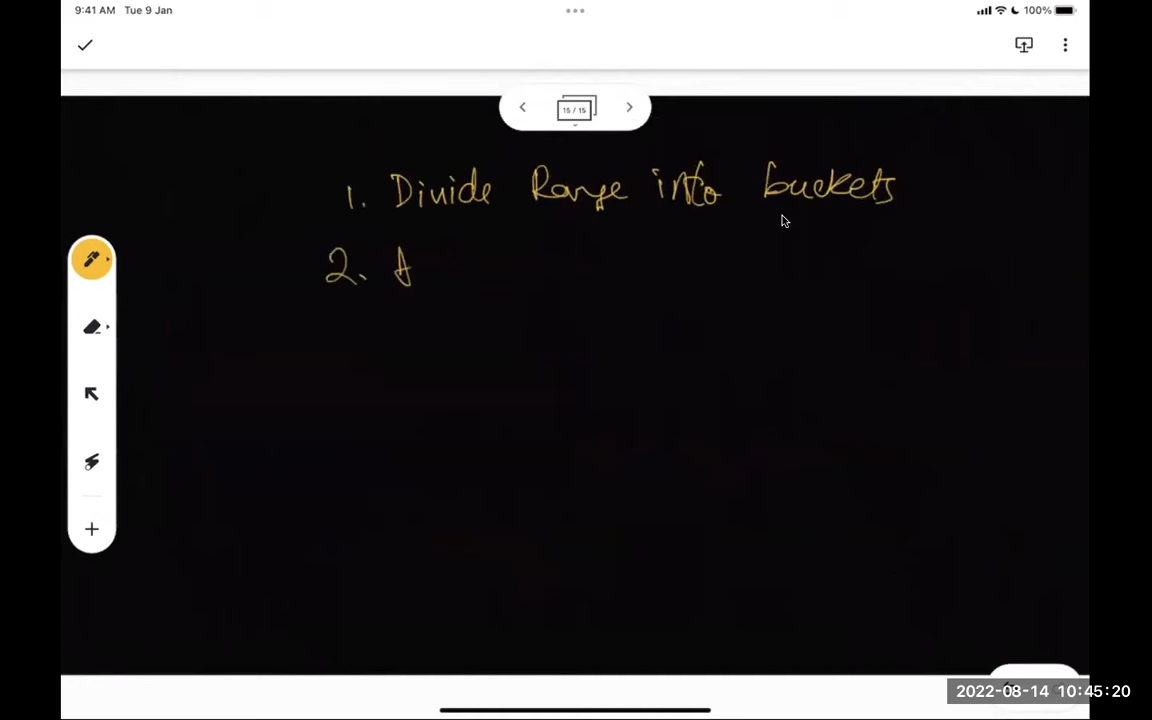 9:41 AM Tue 9 Jan
100%
15 / 15
1. Divide Range into buckets
2. A
2022-08-14 10:45:20